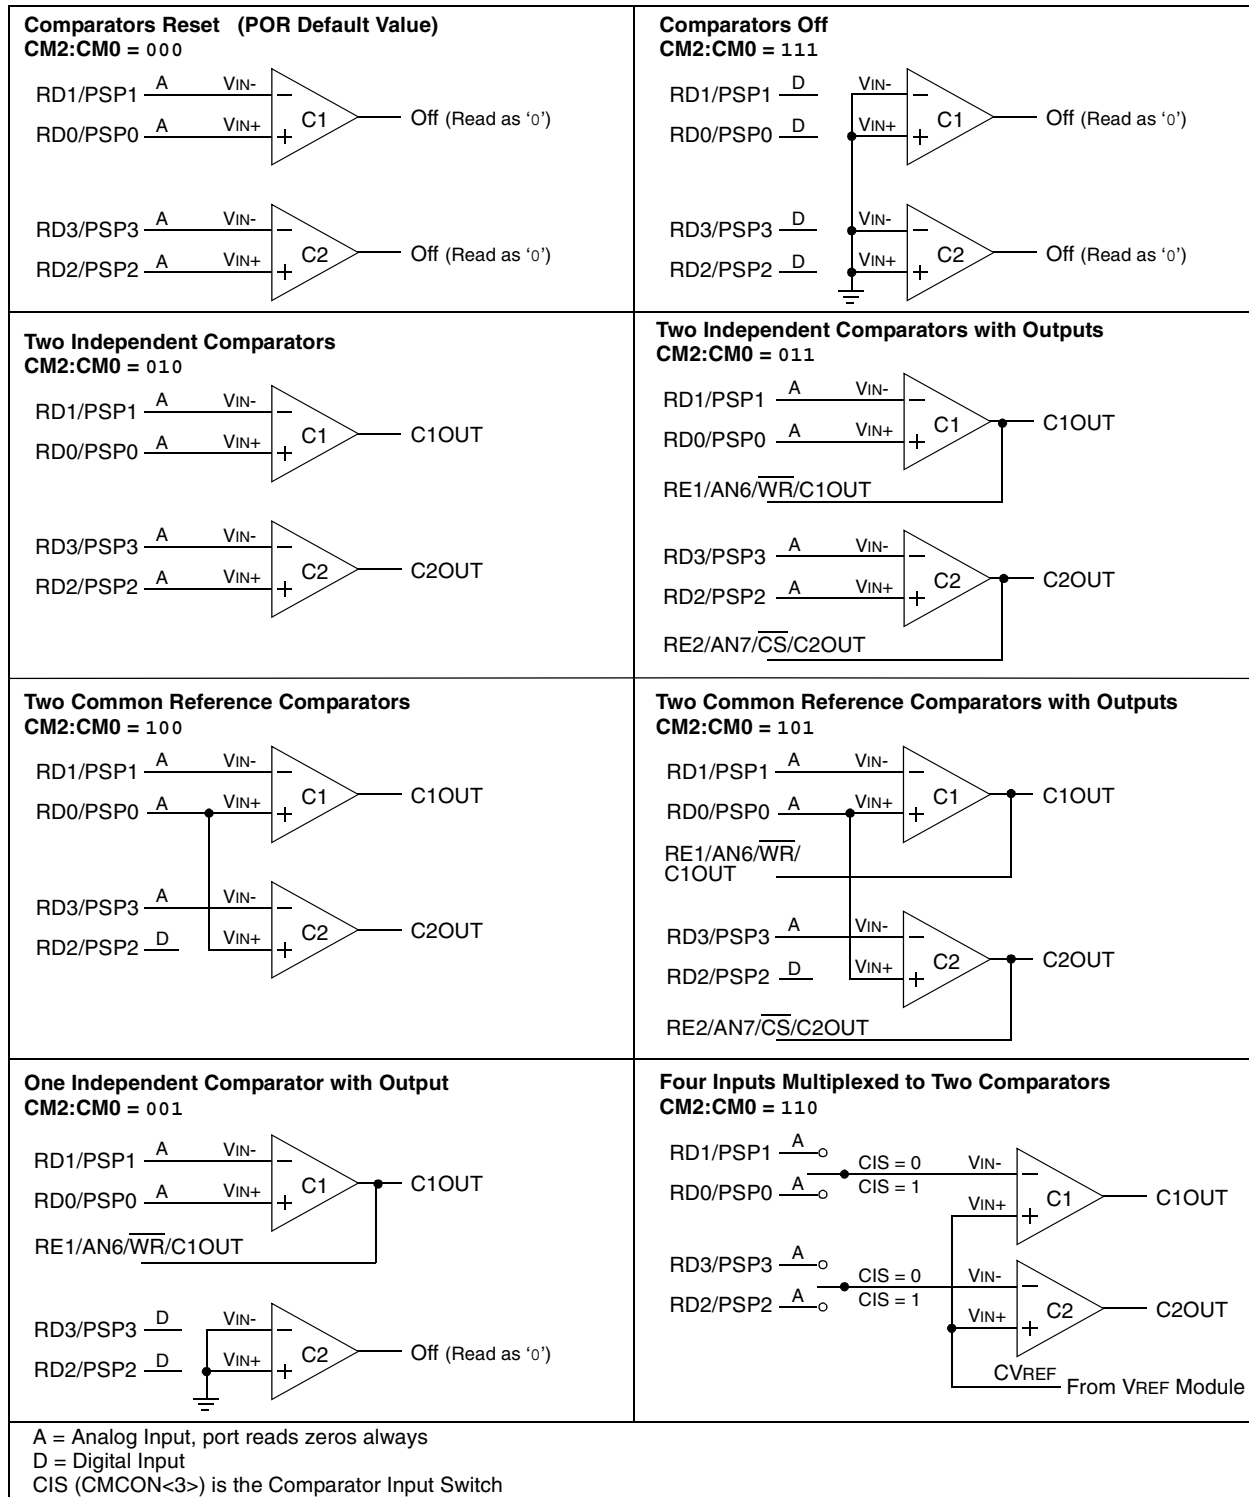 Comparators Reset (POR Default Value)
CM2:CM0 = 000
RD1/PSP1 A VIN- −
RD0/PSP0 A VIN+ +
C1 Off (Read as ‘0’)
RD3/PSP3 A VIN- −
RD2/PSP2 A VIN+ +
C2 Off (Read as ‘0’)
Comparators Off
CM2:CM0 = 111
RD1/PSP1 D VIN- −
RD0/PSP0 D VIN+ +
C1 Off (Read as ‘0’)
RD3/PSP3 D VIN- −
RD2/PSP2 D VIN+ +
C2 Off (Read as ‘0’)
Two Independent Comparators
CM2:CM0 = 010
RD1/PSP1 A VIN- −
RD0/PSP0 A VIN+ +
C1 C1OUT
RD3/PSP3 A VIN- −
RD2/PSP2 A VIN+ +
C2 C2OUT
Two Independent Comparators with Outputs
CM2:CM0 = 011
RD1/PSP1 A VIN- −
RD0/PSP0 A VIN+ +
C1 C1OUT
RE1/AN6/W̅R̅/C1OUT
RD3/PSP3 A VIN- −
RD2/PSP2 A VIN+ +
C2 C2OUT
RE2/AN7/C̅S̅/C2OUT
Two Common Reference Comparators
CM2:CM0 = 100
RD1/PSP1 A VIN- −
RD0/PSP0 A VIN+ +
C1 C1OUT
RD3/PSP3 A VIN- −
RD2/PSP2 D VIN+ +
C2 C2OUT
Two Common Reference Comparators with Outputs
CM2:CM0 = 101
RD1/PSP1 A VIN- −
RD0/PSP0 A VIN+ +
C1 C1OUT
RE1/AN6/W̅R̅/
C1OUT
RD3/PSP3 A VIN- −
RD2/PSP2 D VIN+ +
C2 C2OUT
RE2/AN7/C̅S̅/C2OUT
One Independent Comparator with Output
CM2:CM0 = 001
RD1/PSP1 A VIN- −
RD0/PSP0 A VIN+ +
C1 C1OUT
RE1/AN6/W̅R̅/C1OUT
RD3/PSP3 D VIN- −
RD2/PSP2 D VIN+ +
C2 Off (Read as ‘0’)
Four Inputs Multiplexed to Two Comparators
CM2:CM0 = 110
RD1/PSP1 A
CIS = 0 VIN- −
RD0/PSP0 A CIS = 1
VIN+ + C1 C1OUT
RD3/PSP3 A
CIS = 0 VIN- −
RD2/PSP2 A CIS = 1
VIN+ + C2 C2OUT
CVREF From VREF Module
A = Analog Input, port reads zeros always
D = Digital Input
CIS (CMCON<3>) is the Comparator Input Switch